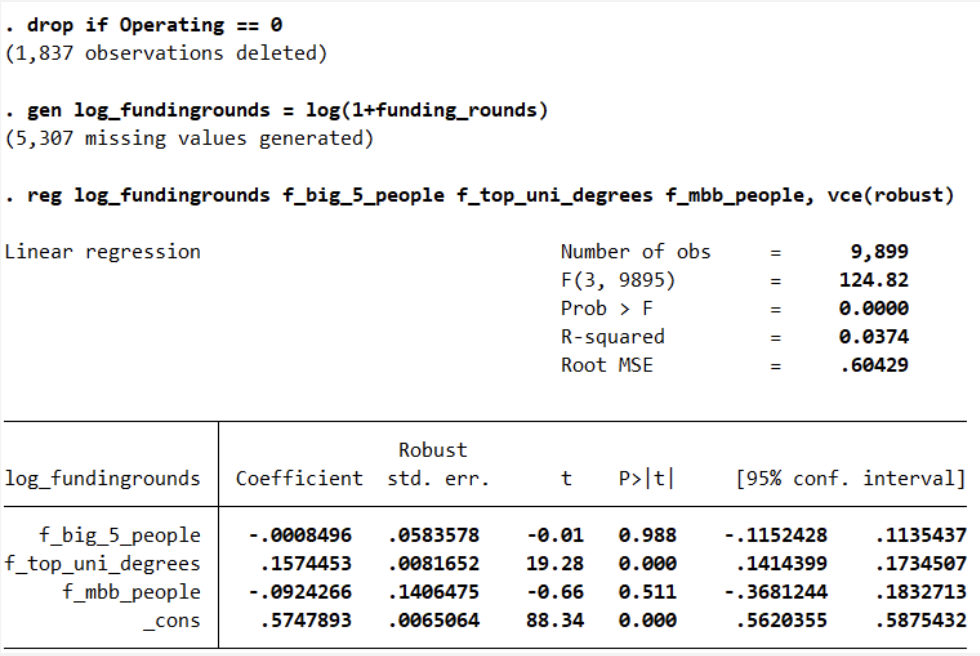 . drop if Operating == 0
(1,837 observations deleted)
. gen log_fundingrounds = log(1+funding_rounds)
(5,307 missing values generated)
. reg log_fundingrounds f_big_5_people f_top_uni_degrees f_mbb_people, vce(robust)
Linear regression Number of obs = 9,899
F(3, 9895) = 124.82
Prob > F = 0.0000
R-squared = 0.0374
Root MSE = .60429
Robust
log_fundingrounds Coefficient std. err. t P>|t| [95% conf. interval]
f_big_5_people -.0008496 .0583578 -0.01 0.988 -.1152428 .1135437
f_top_uni_degrees .1574453 .0081652 19.28 0.000 .1414399 .1734507
f_mbb_people -.0924266 .1406475 -0.66 0.511 -.3681244 .1832713
_cons .5747893 .0065064 88.34 0.000 .5620355 .5875432